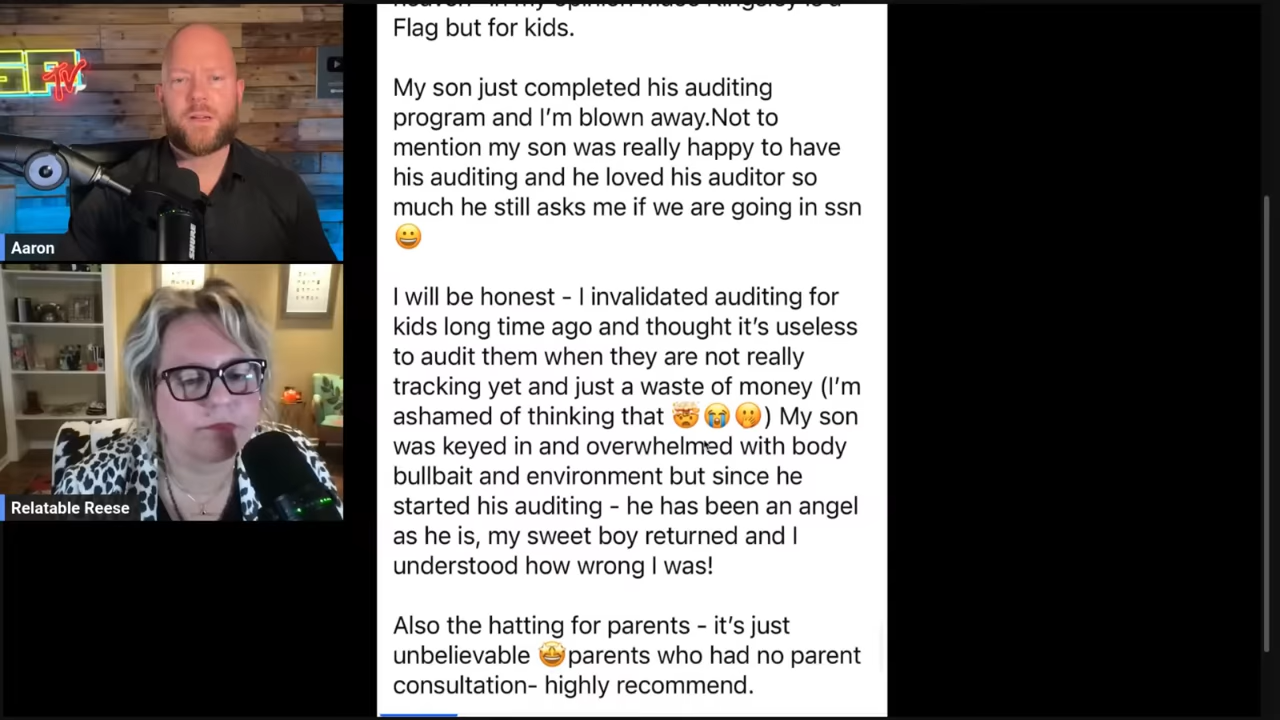 Flag but for kids.
My son just completed his auditing
program and I'm blown away.Not to
mention my son was really happy to have
his auditing and he loved his auditor so
much he still asks me if we are going in ssn
😀
I will be honest - I invalidated auditing for
kids long time ago and thought it's useless
to audit them when they are not really
tracking yet and just a waste of money (I'm
ashamed of thinking that 🤯😭🫢) My son
was keyed in and overwhelmed with body
bullbait and environment but since he
started his auditing - he has been an angel
as he is, my sweet boy returned and I
understood how wrong I was!
Also the hatting for parents - it's just
unbelievable 🤩parents who had no parent
consultation- highly recommend.
TV
Aaron
SHURE
Relatable Reese